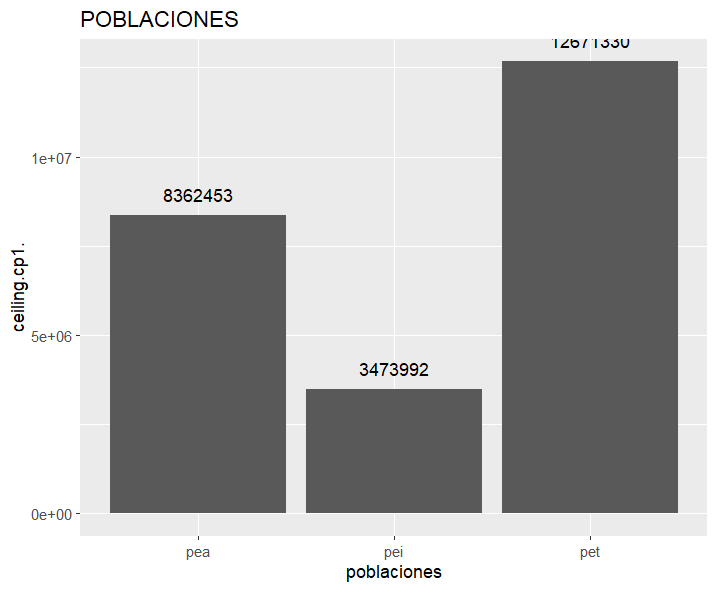 POBLACIONES
12671330
1e+07
8362453
ceiling.cp1.
5e+06
3473992
0e+00
pea pei pet
poblaciones